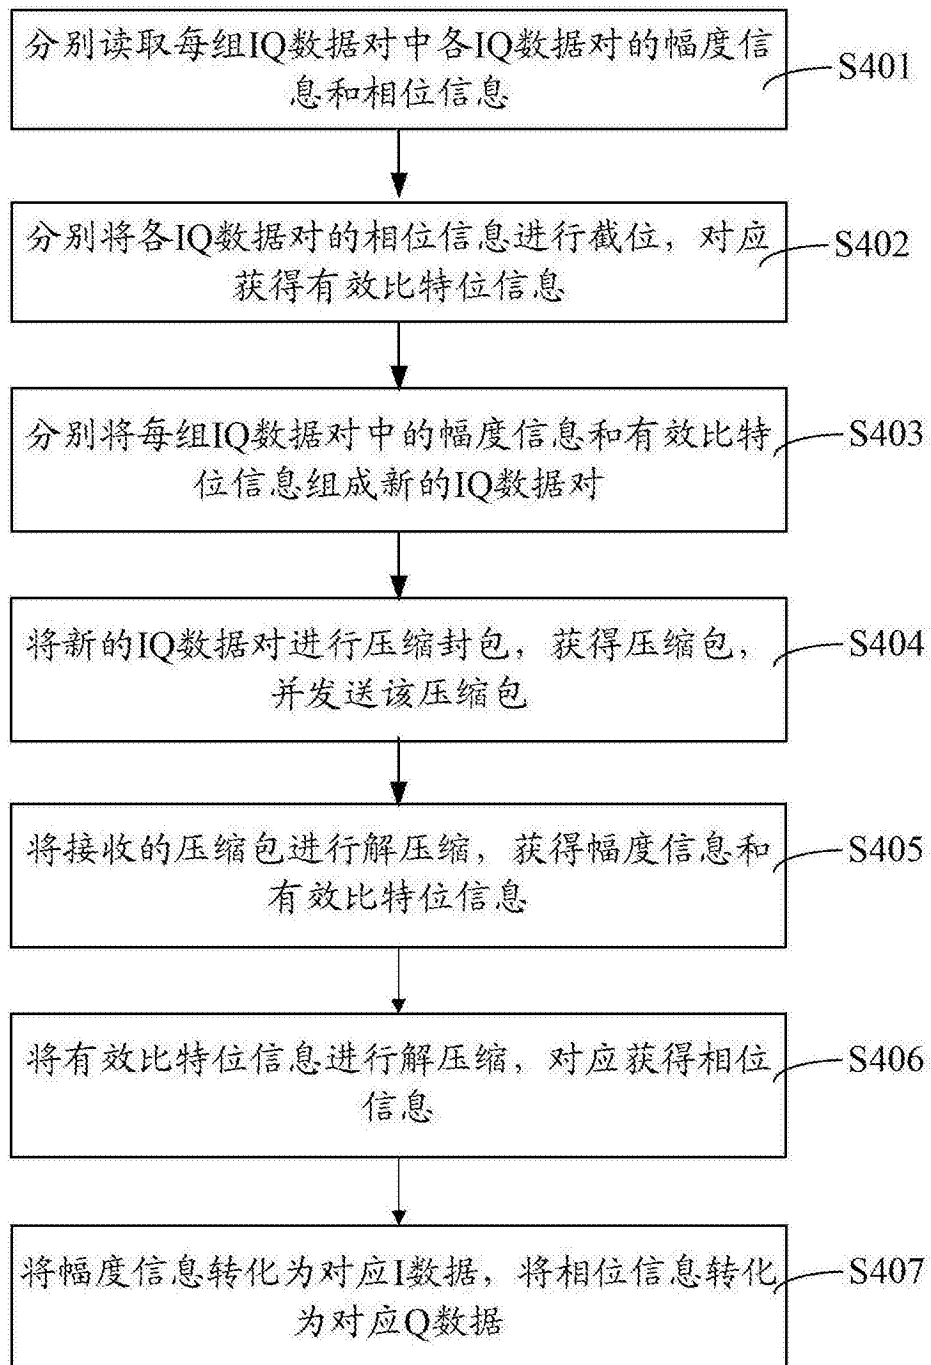 分别读取每组IQ数据对中各IQ数据对的幅度信
息和相位信息
S401
分别将各IQ数据对的相位信息进行截位，对应
获得有效比特位信息
S402
分别将每组IQ数据对中的幅度信息和有效比特
位信息组成新的IQ数据对
S403
将新的IQ数据对进行压缩封包，获得压缩包，
并发送该压缩包
S404
将接收的压缩包进行解压缩，获得幅度信息和
有效比特位信息
S405
将有效比特位信息进行解压缩，对应获得相位
信息
S406
将幅度信息转化为对应I数据，将相位信息转化
为对应Q数据
S407